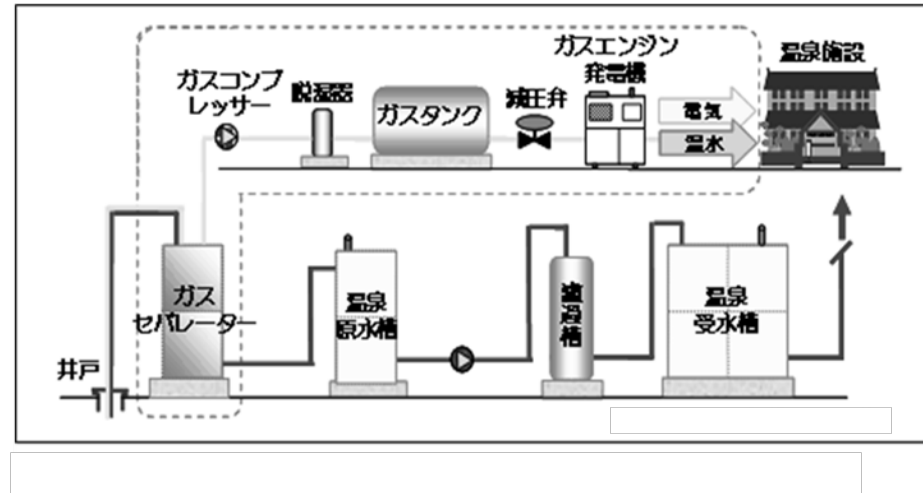 ガスコンプ
レッサー
脱湿器
ガスタンク
減圧弁
ガスエンジン
発電機
電気
温水
温泉施設
井戸
ガス
セパレーター
温泉
原水槽
濾過槽
温泉
受水槽